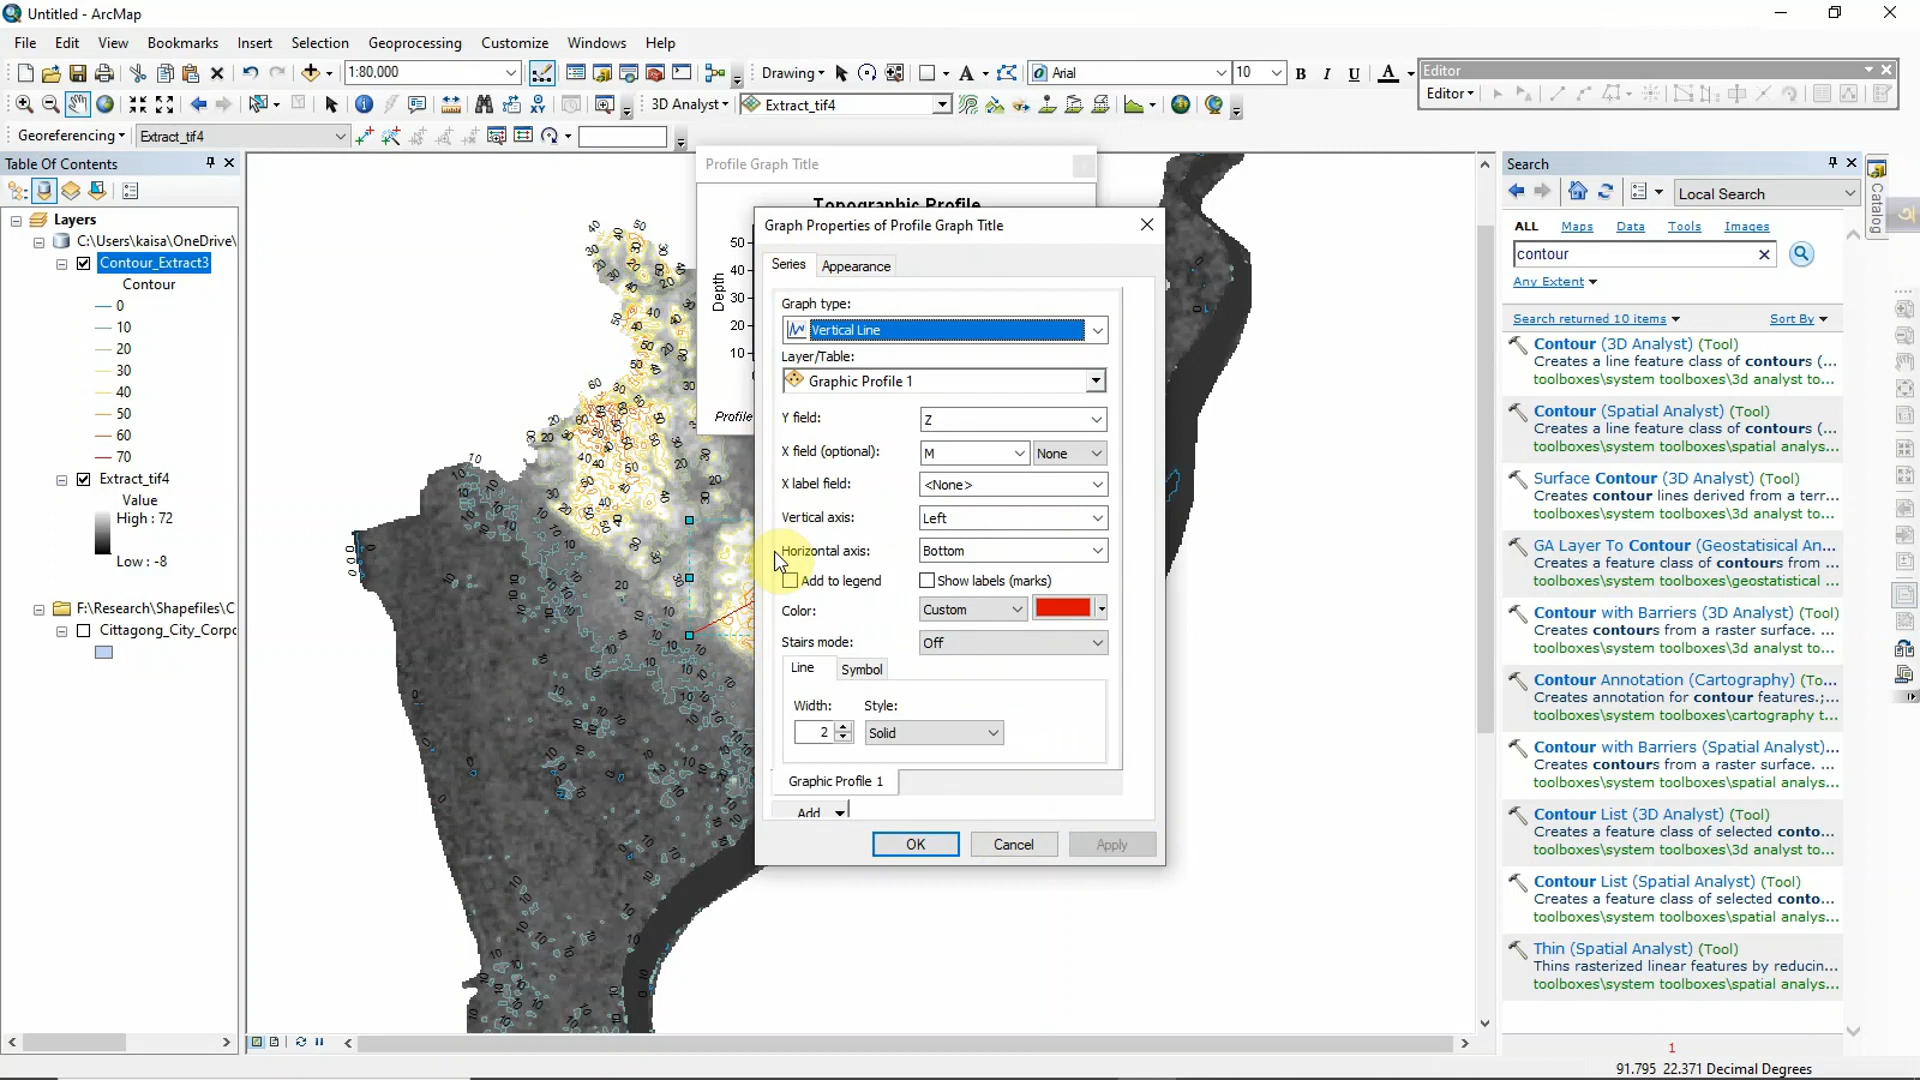 Untitled - ArcMap
File Edit View Bookmarks Insert Selection Geoprocessing Customize Windows Help
1:80,000
Drawing
A
Arial
10
B I U A
Editor
Editor
3D Analyst
Extract_tif4
Georeferencing
Extract_tif4
Table Of Contents
Layers
C:\Users\kaisa\OneDrive\
Contour_Extract3
Contour
0
10
20
30
40
50
60
70
Extract_tif4
Value
High : 72
Low : -8
F:\Research\Shapefiles\C
Cittagong_City_Corpo
Profile Graph Title
Topographic Profile
Depth
50
40
30
20
10
Profile
Graph Properties of Profile Graph Title
Series
Appearance
Graph type:
Vertical Line
Layer/Table:
Graphic Profile 1
Y field:
Z
X field (optional):
M
None
X label field:
<None>
Vertical axis:
Left
Horizontal axis:
Bottom
Add to legend
Show labels (marks)
Color:
Custom
Stairs mode:
Off
Line
Symbol
Width:
Style:
2
Solid
Graphic Profile 1
Add
OK
Cancel
Apply
Search
Local Search
Catalog
ALL Maps Data Tools Images
contour
Any Extent
Search returned 10 items
Sort By
Contour (3D Analyst) (Tool)
Creates a line feature class of contours (...
toolboxes\system toolboxes\3d analyst to...
Contour (Spatial Analyst) (Tool)
Creates a line feature class of contours (...
toolboxes\system toolboxes\spatial analys...
Surface Contour (3D Analyst) (Tool)
Creates contour lines derived from a terr...
toolboxes\system toolboxes\3d analyst to...
GA Layer To Contour (Geostatisical An...
Creates a feature class of contours from ...
toolboxes\system toolboxes\geostatistical ...
Contour with Barriers (3D Analyst) (Tool)
Creates contours from a raster surface. ...
toolboxes\system toolboxes\3d analyst to...
Contour Annotation (Cartography) (To...
Creates annotation for contour features.;...
toolboxes\system toolboxes\cartography t...
Contour with Barriers (Spatial Analyst)...
Creates contours from a raster surface. ...
toolboxes\system toolboxes\spatial analys...
Contour List (3D Analyst) (Tool)
Creates a feature class of selected conto...
toolboxes\system toolboxes\3d analyst to...
Contour List (Spatial Analyst) (Tool)
Creates a feature class of selected conto...
toolboxes\system toolboxes\spatial analys...
Thin (Spatial Analyst) (Tool)
Thins rasterized linear features by reducin...
toolboxes\system toolboxes\spatial analys...
1
91.795 22.371 Decimal Degrees